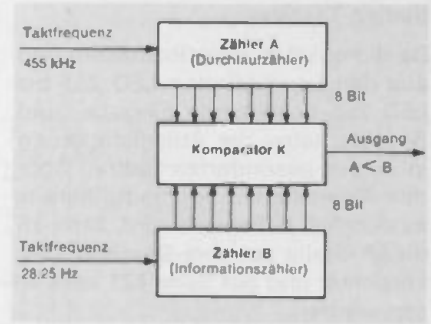 Taktfrequenz
455 kHz
Zähler A
(Durchlaufzähler)
8 Bit
Komparator K
Ausgang
A < B
8 Bit
Taktfrequenz
28.25 Hz
Zähler B
(Informationszähler)